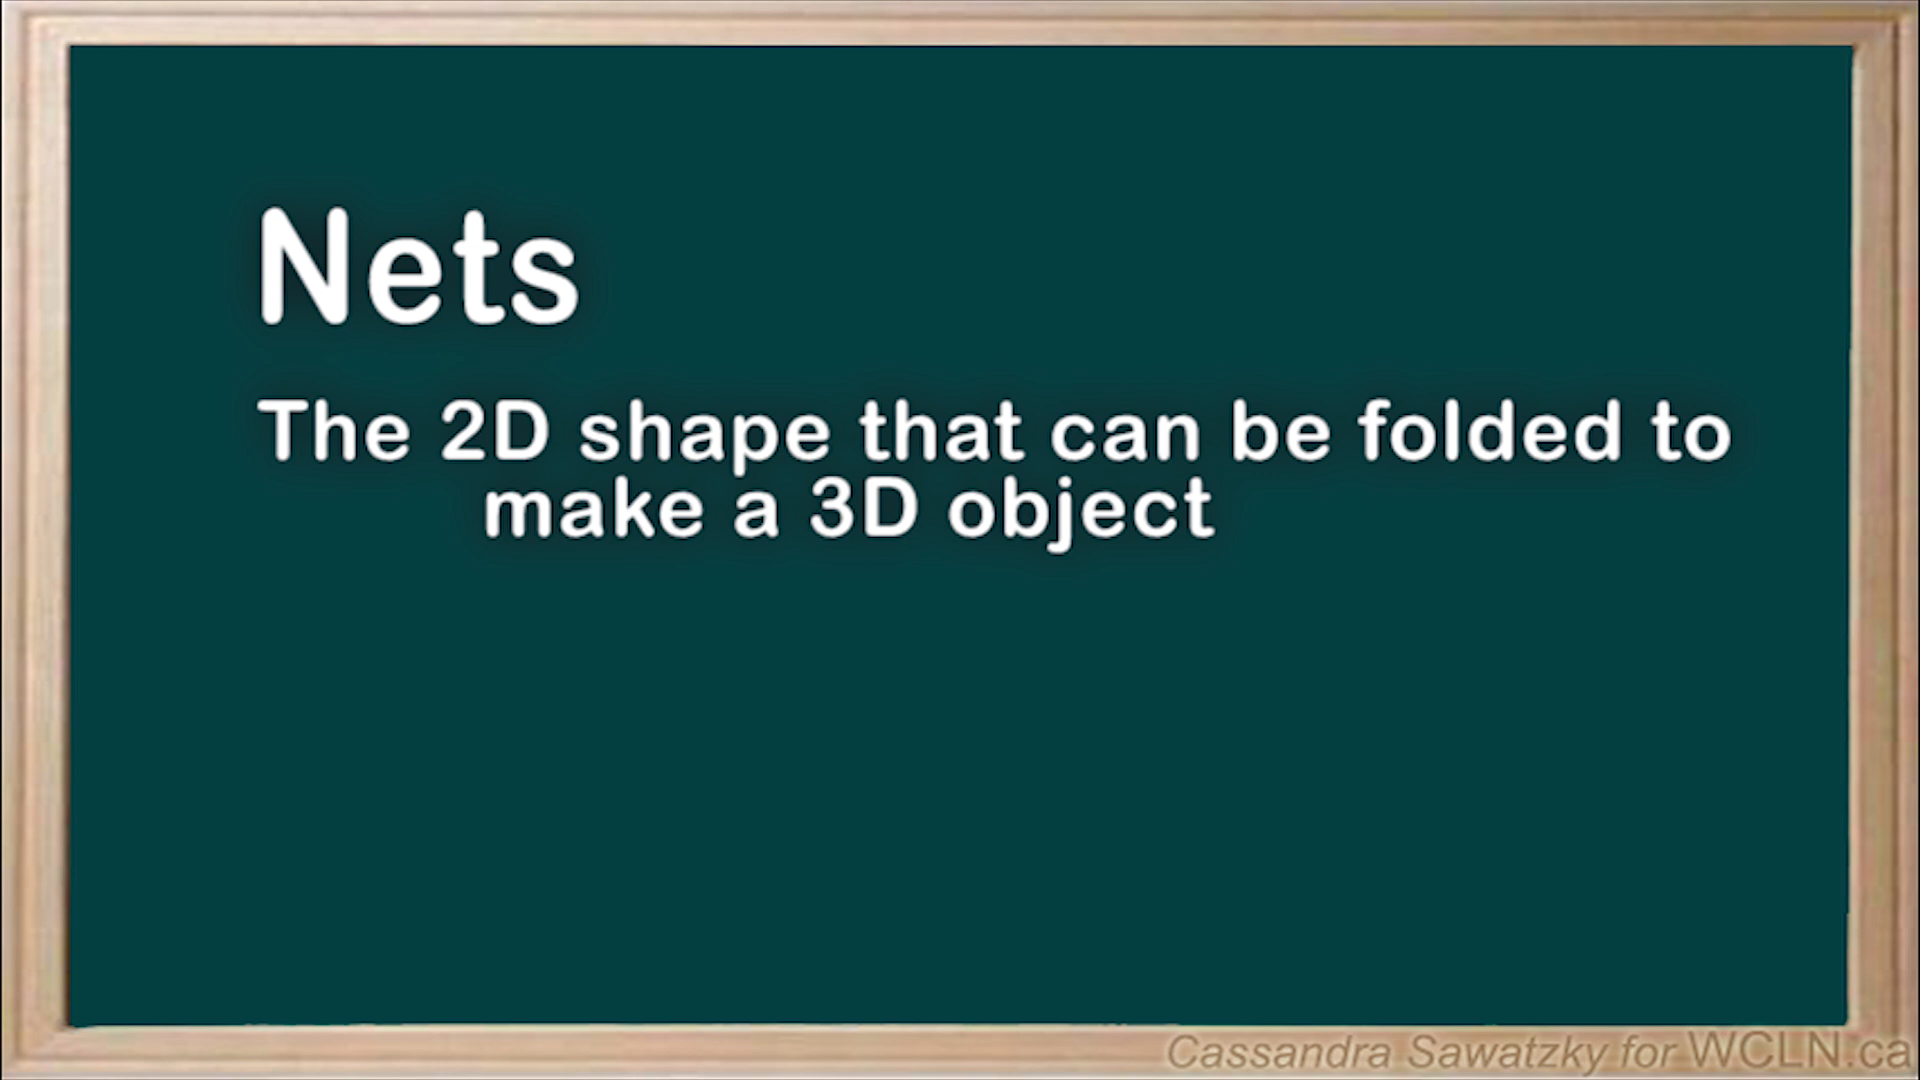 Nets
The 2D shape that can be folded to
make a 3D object
Cassandra Sawatzky for WCLN.ca